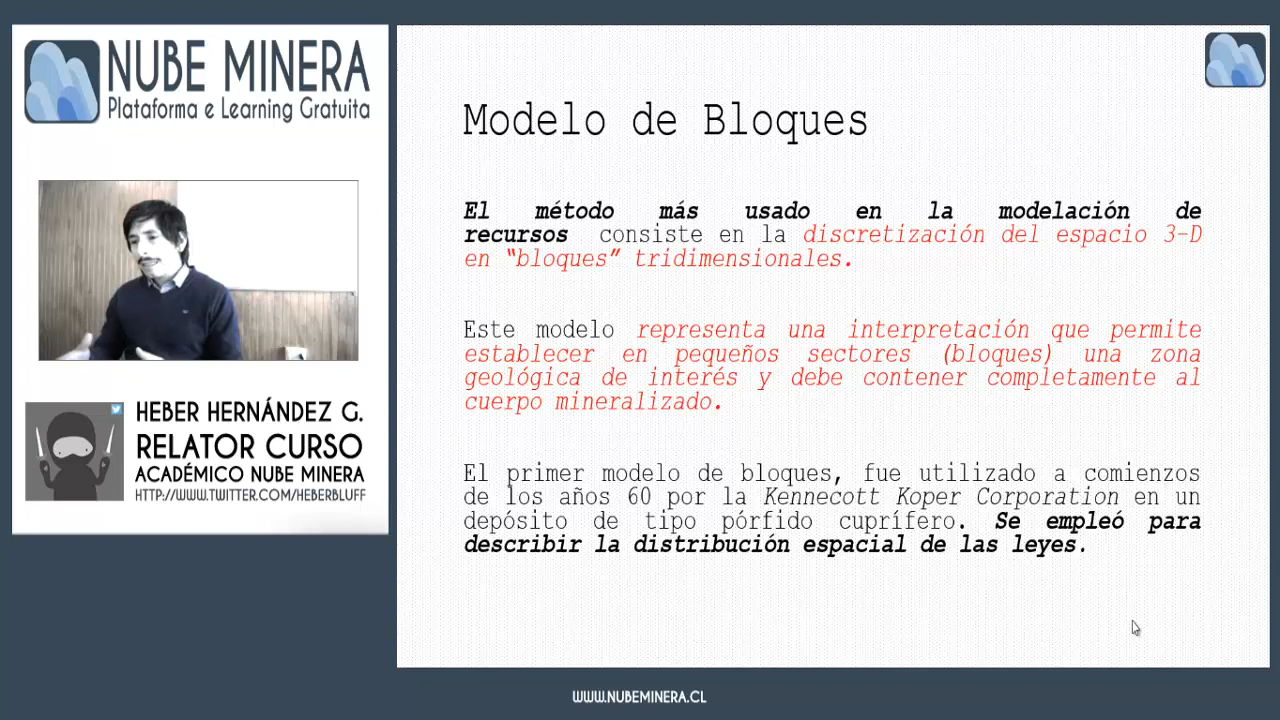 NUBE MINERA
Plataforma e Learning Gratuita
HEBER HERNÁNDEZ G.
RELATOR CURSO
ACADÉMICO NUBE MINERA
HTTP://WWW.TWITTER.COM/HEBERBLUFF
Modelo de Bloques
El método más usado en la modelación de
recursos consiste en la discretización del espacio 3-D
en “bloques” tridimensionales.
Este modelo representa una interpretación que permite
establecer en pequeños sectores (bloques) una zona
geológica de interés y debe contener completamente al
cuerpo mineralizado.
El primer modelo de bloques, fue utilizado a comienzos
de los años 60 por la Kennecott Koper Corporation en un
depósito de tipo pórfido cuprífero. Se empleó para
describir la distribución espacial de las leyes.
WWW.NUBEMINERA.CL